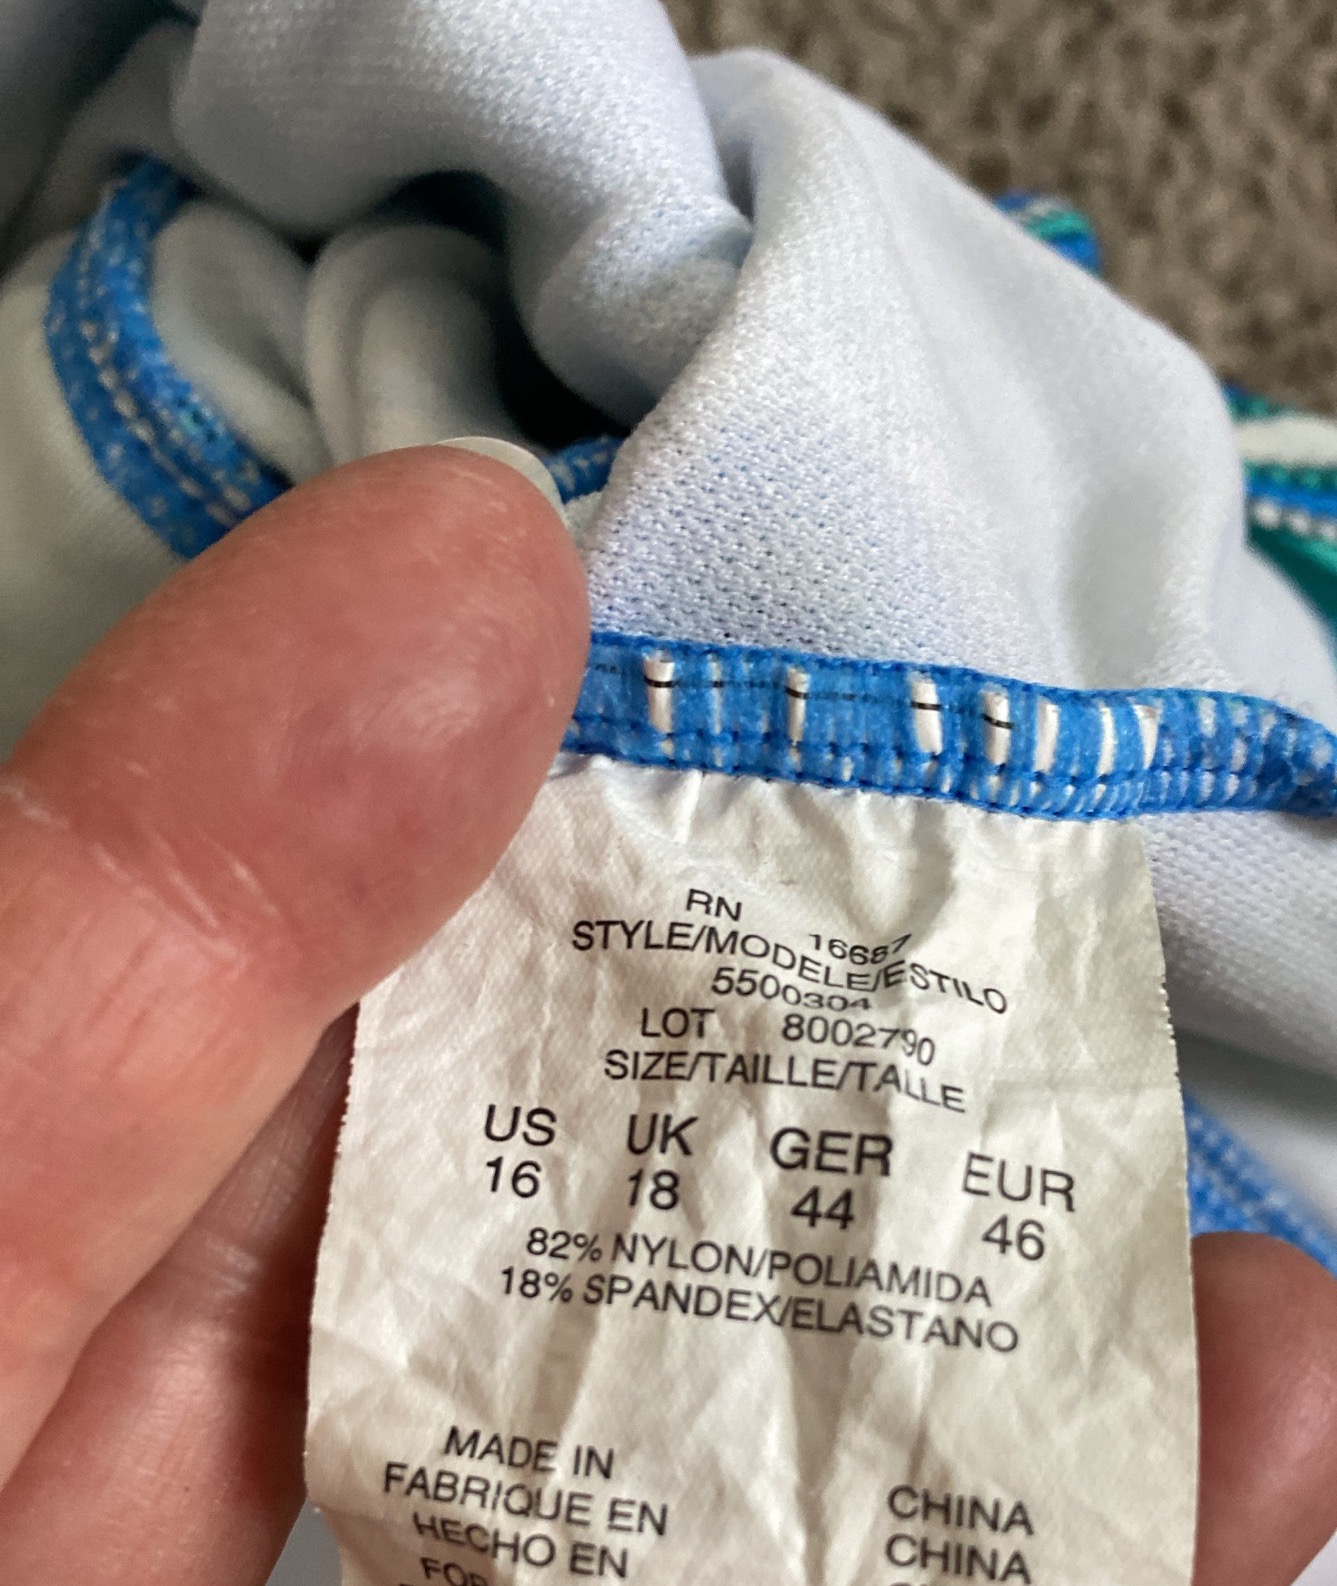 RN 16687
STYLE/MODELE/ESTILO
5500304
LOT 8002790
SIZE/TAILLE/TALLE
US UK GER EUR
16 18 44 46
82% NYLON/POLIAMIDA
18% SPANDEX/ELASTANO
MADE IN CHINA
FABRIQUE EN CHINA
HECHO EN